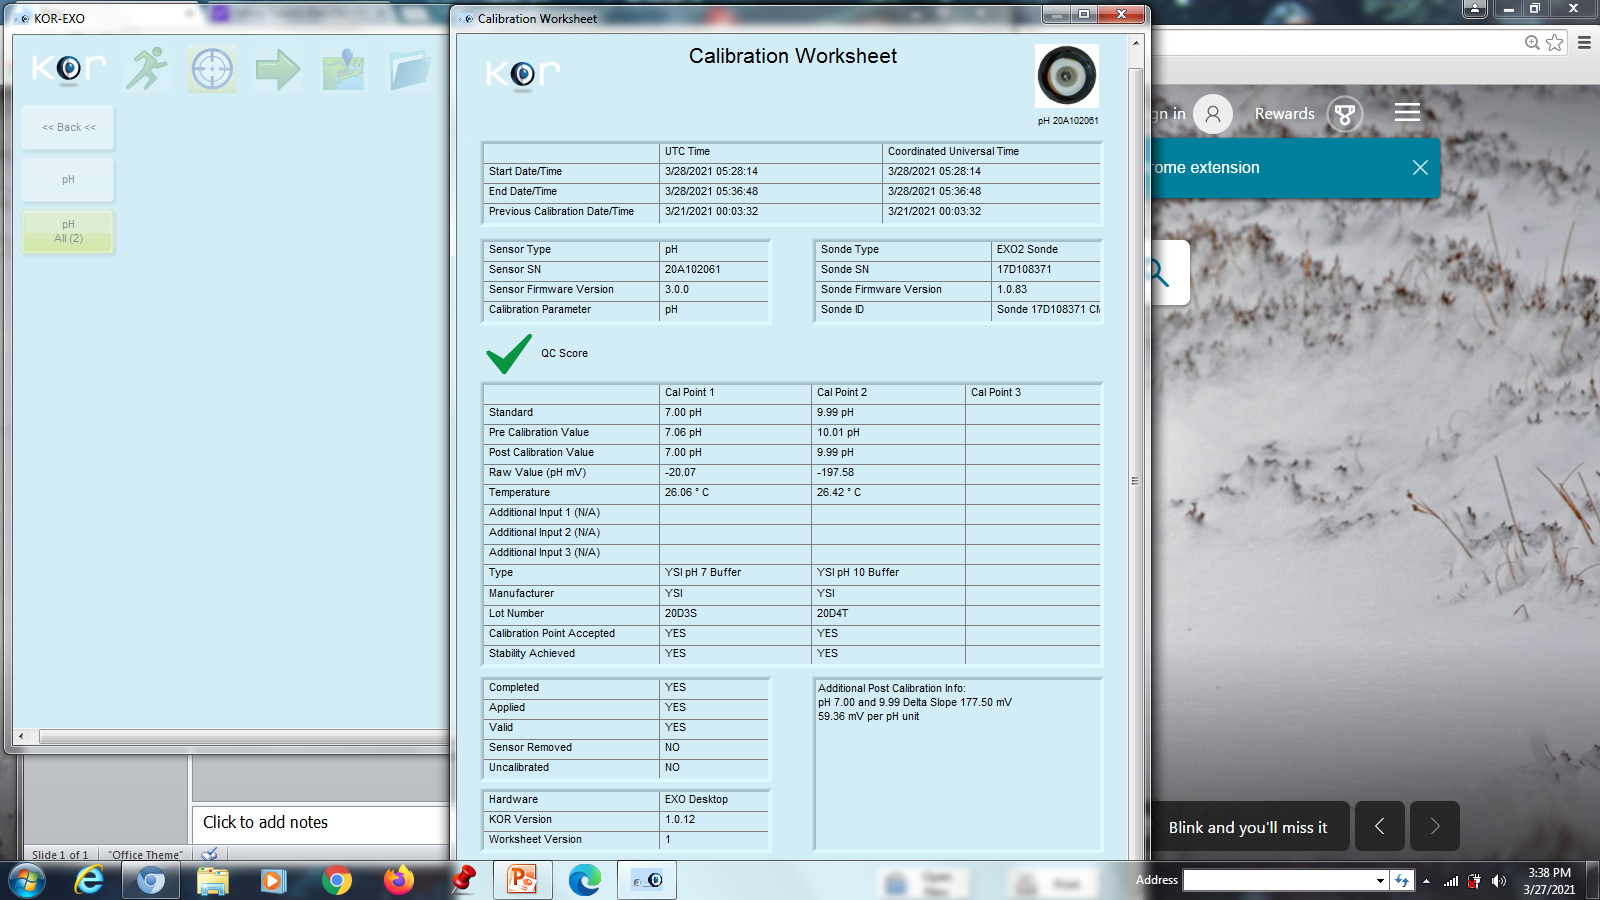 KOR-EXO
Kor
<< Back <<
pH
pH
All (2)
Calibration Worksheet
Kor
Calibration Worksheet
pH 20A102061
UTC Time Coordinated Universal Time
Start Date/Time 3/28/2021 05:28:14 3/28/2021 05:28:14
End Date/Time 3/28/2021 05:36:48 3/28/2021 05:36:48
Previous Calibration Date/Time 3/21/2021 00:03:32 3/21/2021 00:03:32
Sensor Type pH
Sensor SN 20A102061
Sensor Firmware Version 3.0.0
Calibration Parameter pH
Sonde Type EXO2 Sonde
Sonde SN 17D108371
Sonde Firmware Version 1.0.83
Sonde ID Sonde 17D108371
QC Score
Cal Point 1 Cal Point 2 Cal Point 3
Standard 7.00 pH 9.99 pH
Pre Calibration Value 7.06 pH 10.01 pH
Post Calibration Value 7.00 pH 9.99 pH
Raw Value (pH mV) -20.07 -197.58
Temperature 26.06 ° C 26.42 ° C
Additional Input 1 (N/A)
Additional Input 2 (N/A)
Additional Input 3 (N/A)
Type YSI pH 7 Buffer YSI pH 10 Buffer
Manufacturer YSI YSI
Lot Number 20D3S 20D4T
Calibration Point Accepted YES YES
Stability Achieved YES YES
Completed YES
Applied YES
Valid YES
Sensor Removed NO
Uncalibrated NO
Additional Post Calibration Info:
pH 7.00 and 9.99 Delta Slope 177.50 mV
59.36 mV per pH unit
Hardware EXO Desktop
KOR Version 1.0.12
Worksheet Version 1
in
Rewards
extension
Blink and you'll miss it
Click to add notes
Slide 1 of 1 "Office Theme"
Address
3:38 PM
3/27/2021